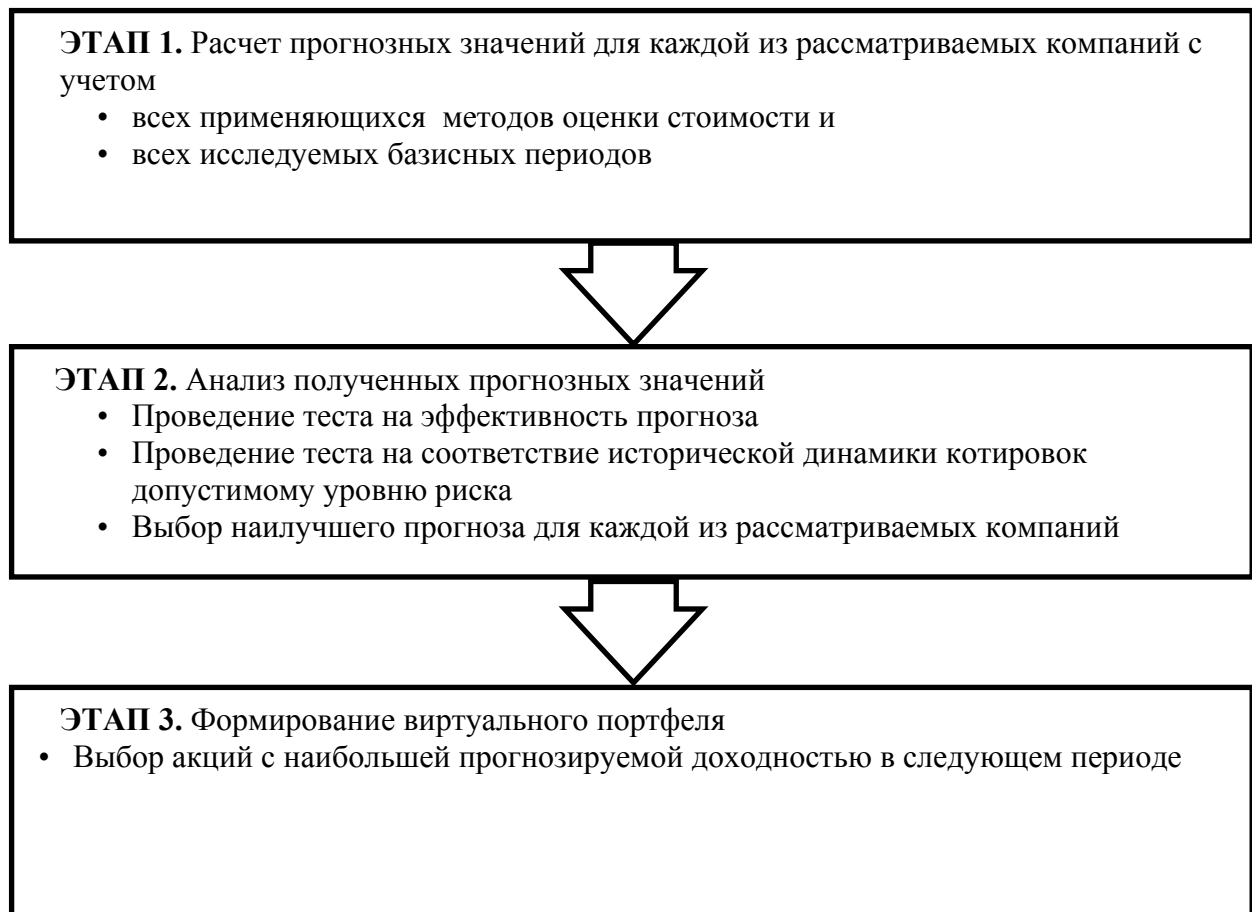 ЭТАП 1. Расчет прогнозных значений для каждой из рассматриваемых компаний с
учетом
• всех применяющихся методов оценки стоимости и
• всех исследуемых базисных периодов
ЭТАП 2. Анализ полученных прогнозных значений
• Проведение теста на эффективность прогноза
• Проведение теста на соответствие исторической динамики котировок
допустимому уровню риска
• Выбор наилучшего прогноза для каждой из рассматриваемых компаний
ЭТАП 3. Формирование виртуального портфеля
• Выбор акций с наибольшей прогнозируемой доходностью в следующем периоде